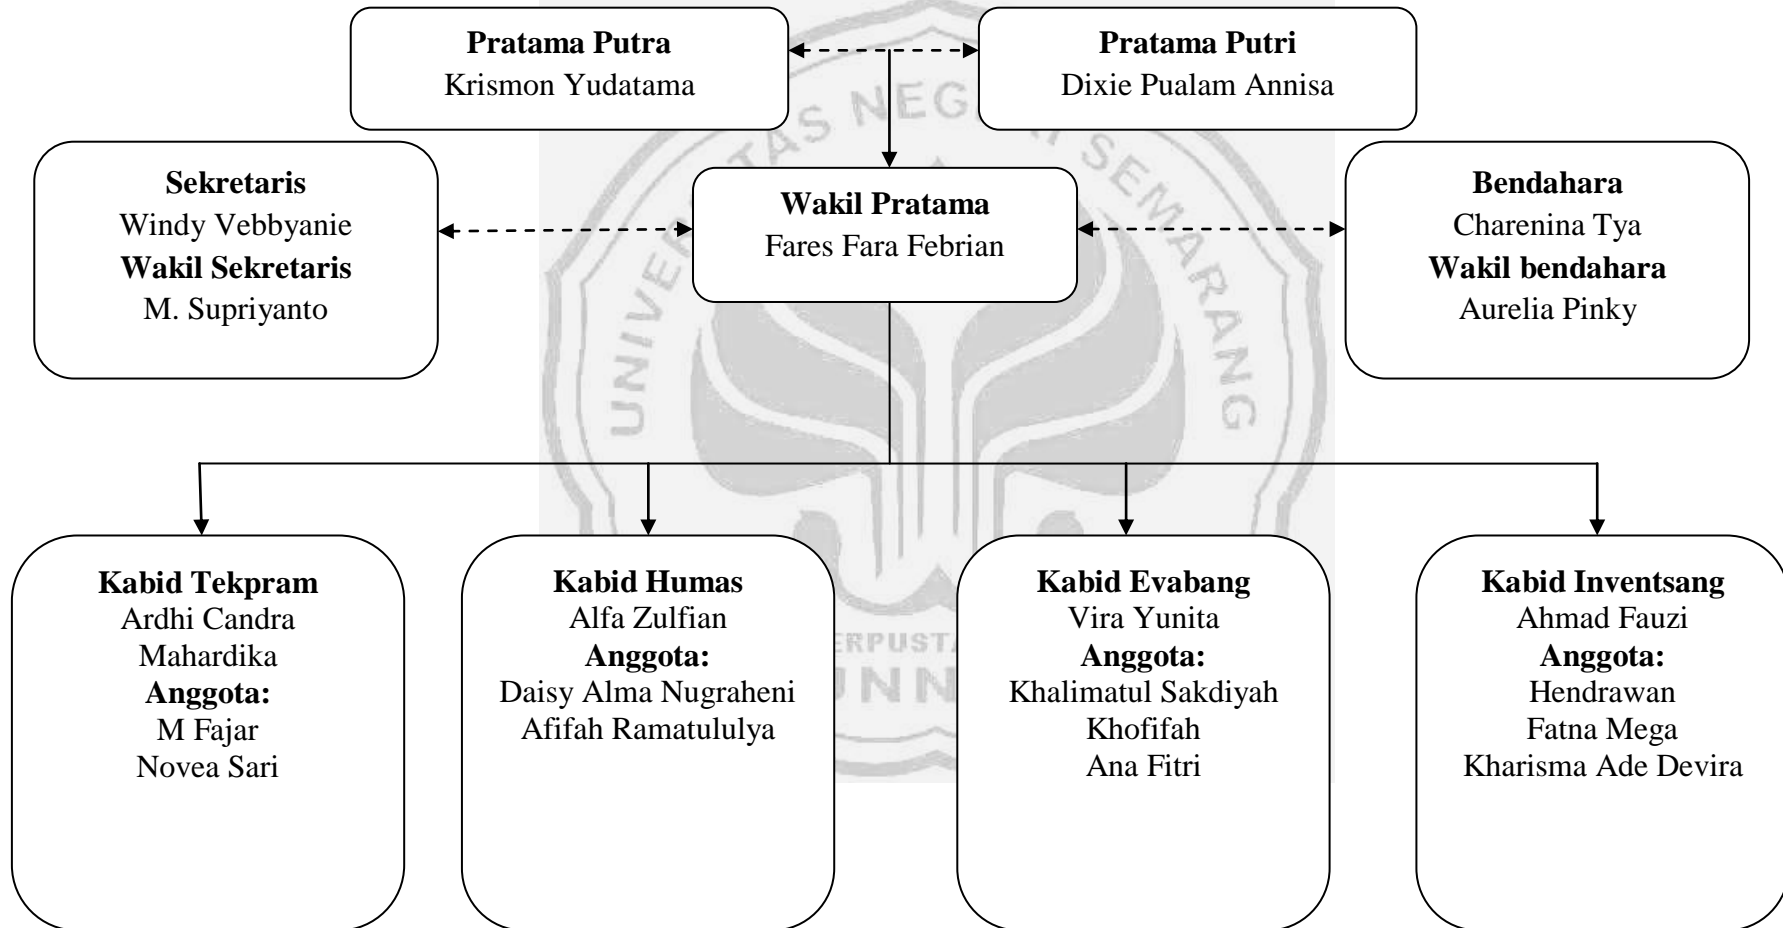 Pratama Putra
Krismon Yudatama
Pratama Putri
Dixie Pualam Annisa
Sekretaris
Windy Vebbyanie
Wakil Sekretaris
M. Supriyanto
Wakil Pratama
Fares Fara Febrian
Bendahara
Charenina Tya
Wakil bendahara
Aurelia Pinky
Kabid Tekpram
Ardhi Candra
Mahardika
Anggota:
M Fajar
Novea Sari
Kabid Humas
Alfa Zulfian
Anggota:
Daisy Alma Nugraheni
Afifah Ramatululya
Kabid Evabang
Vira Yunita
Anggota:
Khalimatul Sakdiyah
Khofifah
Ana Fitri
Kabid Inventsang
Ahmad Fauzi
Anggota:
Hendrawan
Fatna Mega
Kharisma Ade Devira
SEMARANG